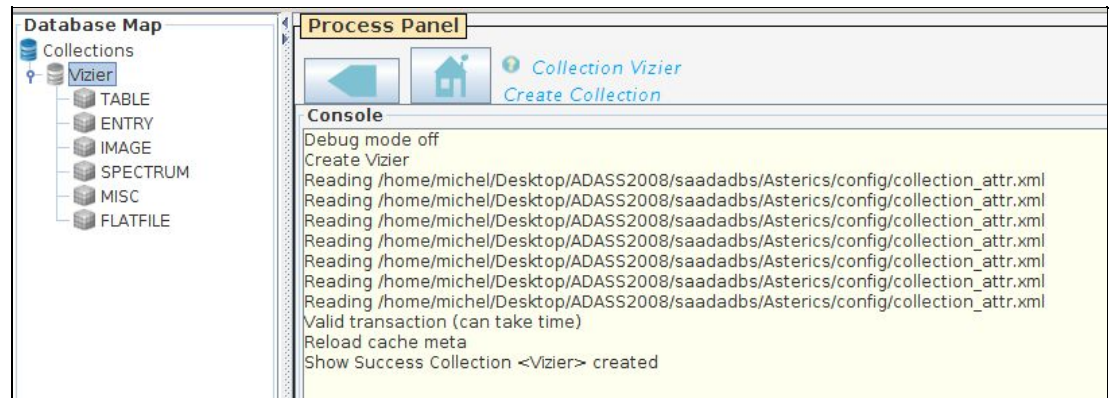 Database Map
Collections
Vizier
TABLE
ENTRY
IMAGE
SPECTRUM
MISC
FLATFILE
Process Panel
Collection Vizier
Create Collection
Console
Debug mode off
Create Vizier
Reading /home/michel/Desktop/ADASS2008/saadadbs/Asterics/config/collection_attr.xml
Reading /home/michel/Desktop/ADASS2008/saadadbs/Asterics/config/collection_attr.xml
Reading /home/michel/Desktop/ADASS2008/saadadbs/Asterics/config/collection_attr.xml
Reading /home/michel/Desktop/ADASS2008/saadadbs/Asterics/config/collection_attr.xml
Reading /home/michel/Desktop/ADASS2008/saadadbs/Asterics/config/collection_attr.xml
Reading /home/michel/Desktop/ADASS2008/saadadbs/Asterics/config/collection_attr.xml
Reading /home/michel/Desktop/ADASS2008/saadadbs/Asterics/config/collection_attr.xml
Valid transaction (can take time)
Reload cache meta
Show Success Collection <Vizier> created